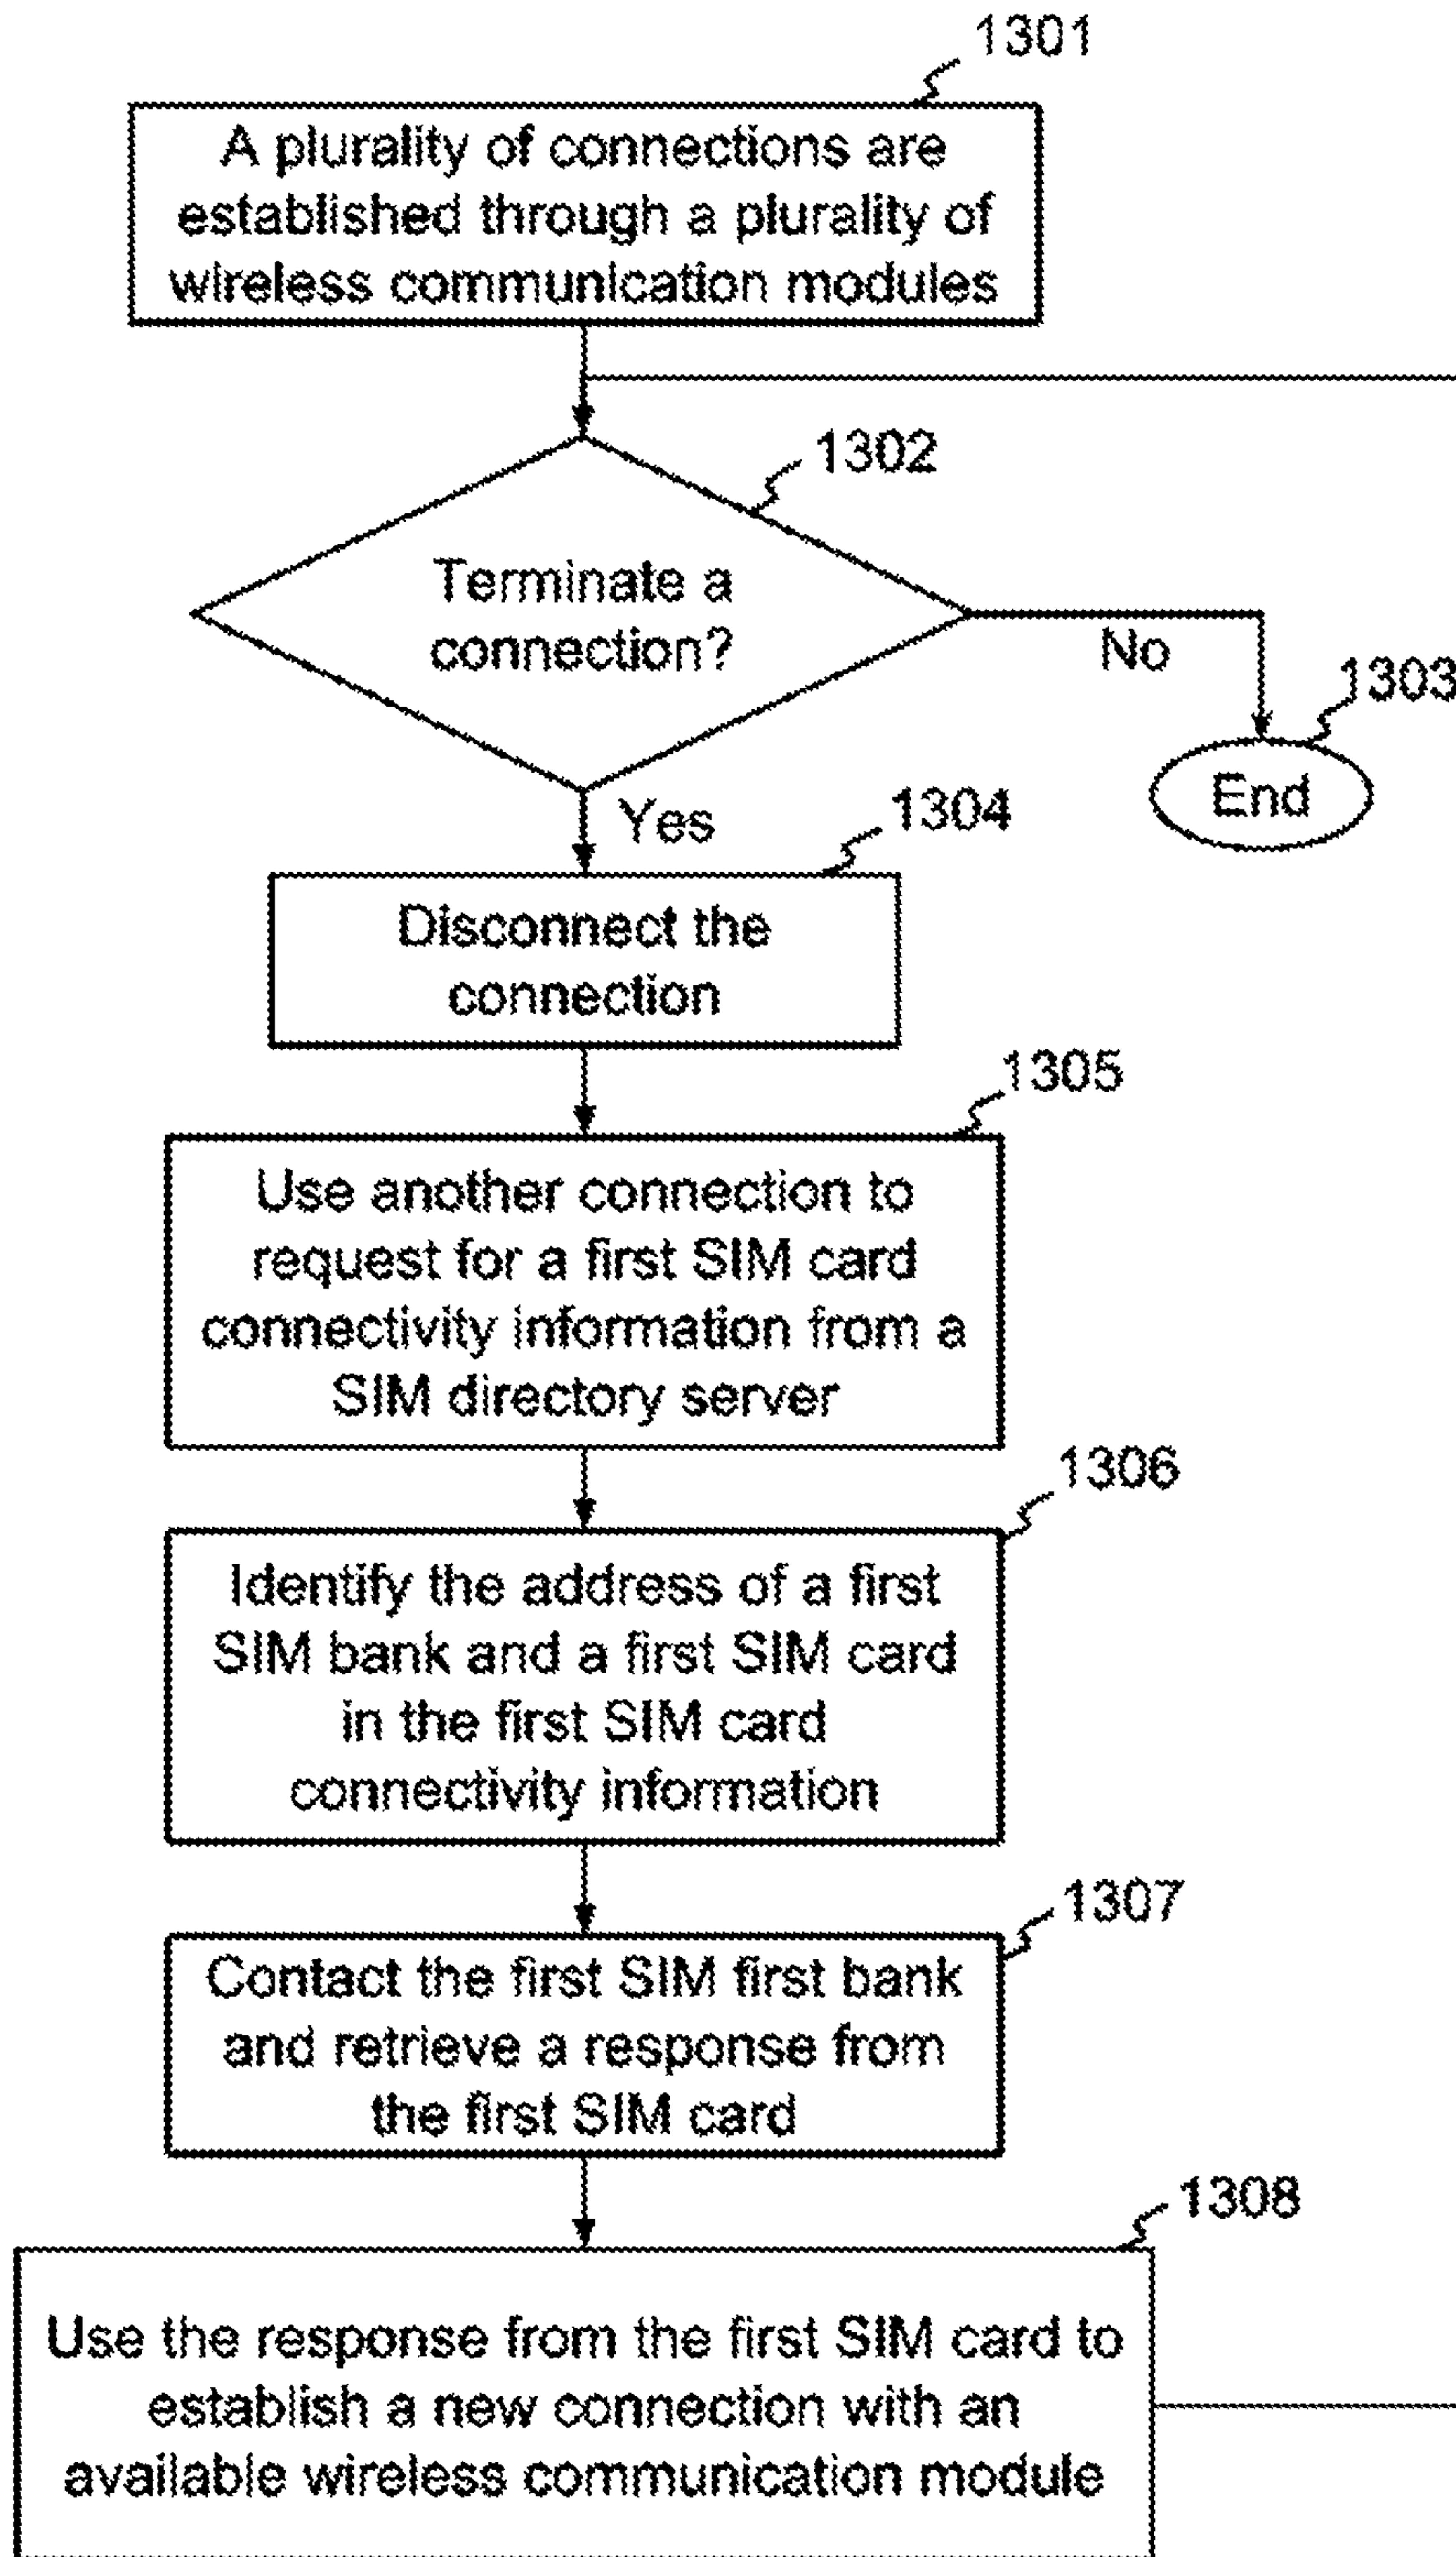 1301
A plurality of connections are
established through a plurality of
wireless communication modules
1302
Terminate a
connection?
No
1303
End
Yes
1304
Disconnect the
connection
1305
Use another connection to
request for a first SIM card
connectivity information from a
SIM directory server
1306
Identify the address of a first
SIM bank and a first SIM card
in the first SIM card
connectivity information
1307
Contact the first SIM first bank
and retrieve a response from
the first SIM card
1308
Use the response from the first SIM card to
establish a new connection with an
available wireless communication module